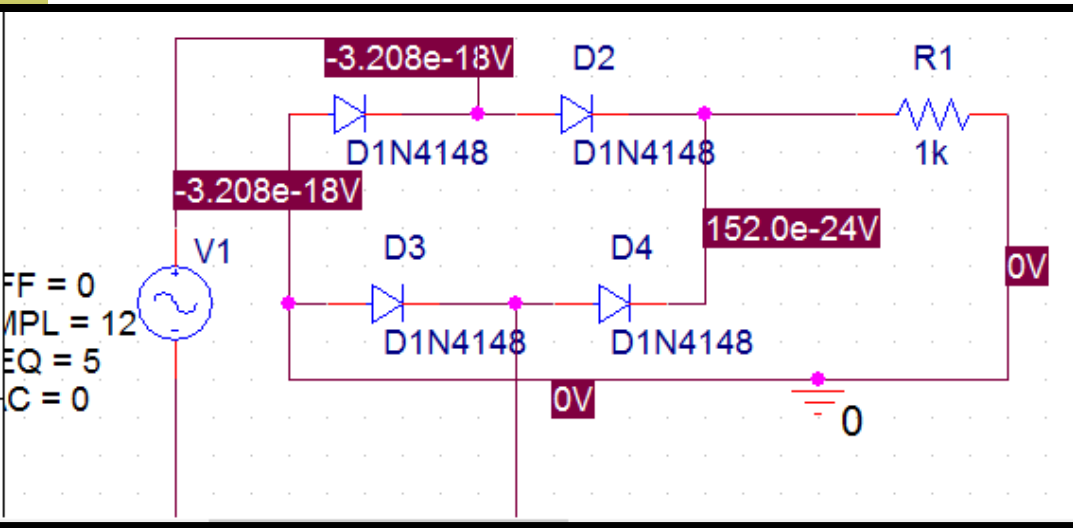 -3.208e-18V
D2
R1
D1N4148
D1N4148
1k
-3.208e-18V
V1
D3
D4
152.0e-24V
0V
FF = 0
MPL = 12
EQ = 5
C = 0
+
-
D1N4148
D1N4148
0V
0